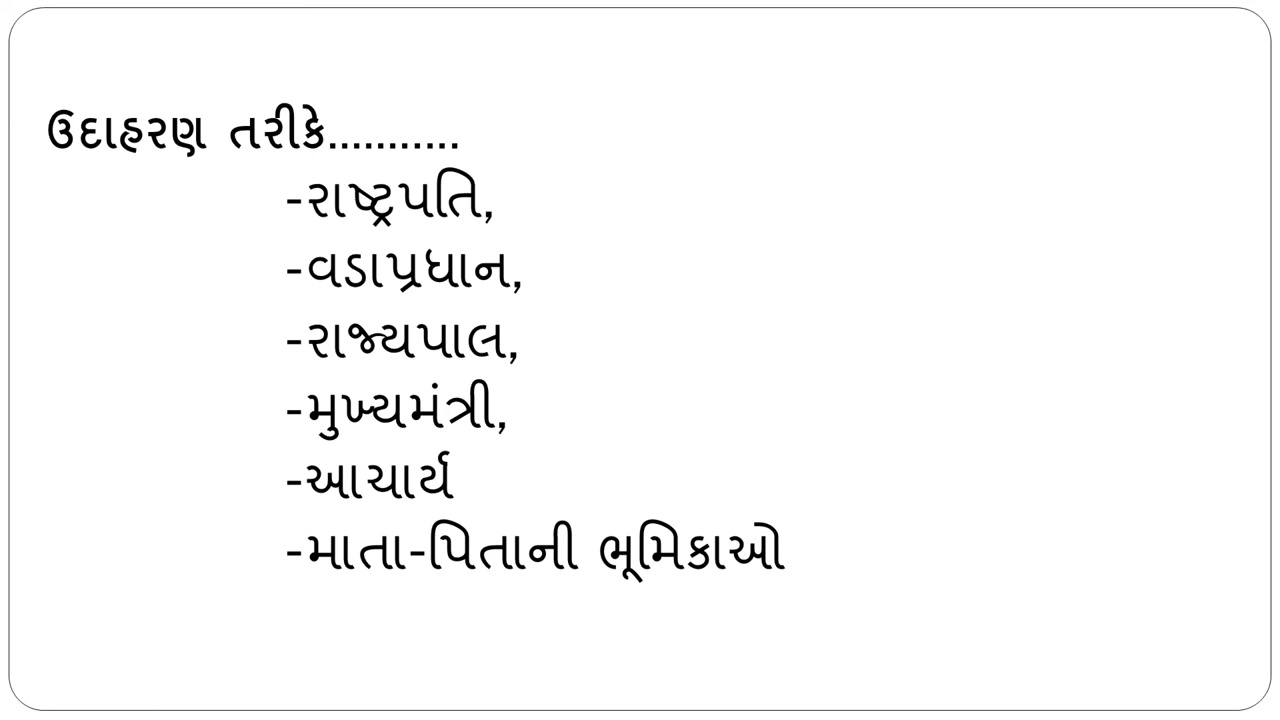 ઉદાહરણ તરીકે...........
-રાષ્ટ્રપતિ,
-વડાપ્રધાન,
-રાજ્યપાલ,
-મુખ્યમંત્રી,
-આચાર્ય
-માતા-પિતાની ભૂમિકાઓ